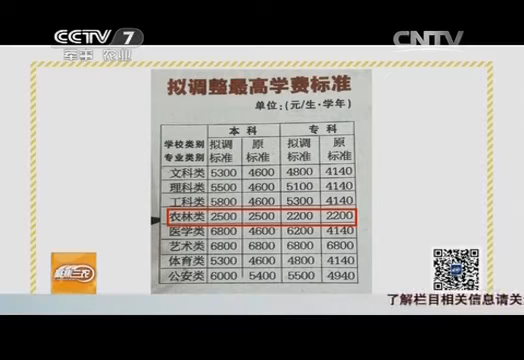 CCTV 7
军事 农业
CNTV
拟调整最高学费标准
单位:(元/生·学年)
本科 专科
学校类别 拟调 原 拟调 原
专业类别 标准 标准 标准 标准
文科类 5300 4600 4800 4140
理科类 5500 4600 5100 4140
工科类 5800 4600 5300 4140
农林类 2500 2500 2200 2200
医学类 6800 4600 6200 4140
艺术类 6800 6800 6800 6800
体育类 5300 4600 4800 4140
公安类 6000 5400 5500 4940
聚焦三农
了解栏目相关信息请关